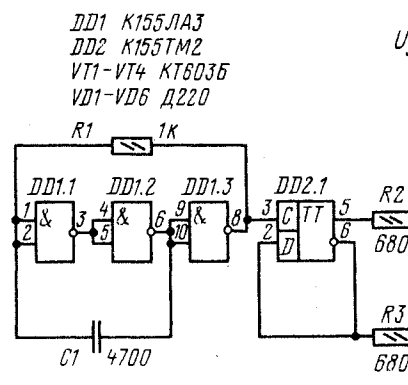 DD1 К155ЛА3
DD2 К155ТМ2
VT1-VT4 КТ603Б
VD1-VD6 Д220
R1 1К
DD1.1 DD1.2 DD1.3 DD2.1
1 & 3 4 & 6 9 & 8 3 C TT 5 R2
2 5 10 2 D 6 680
R3
C1 4700 680